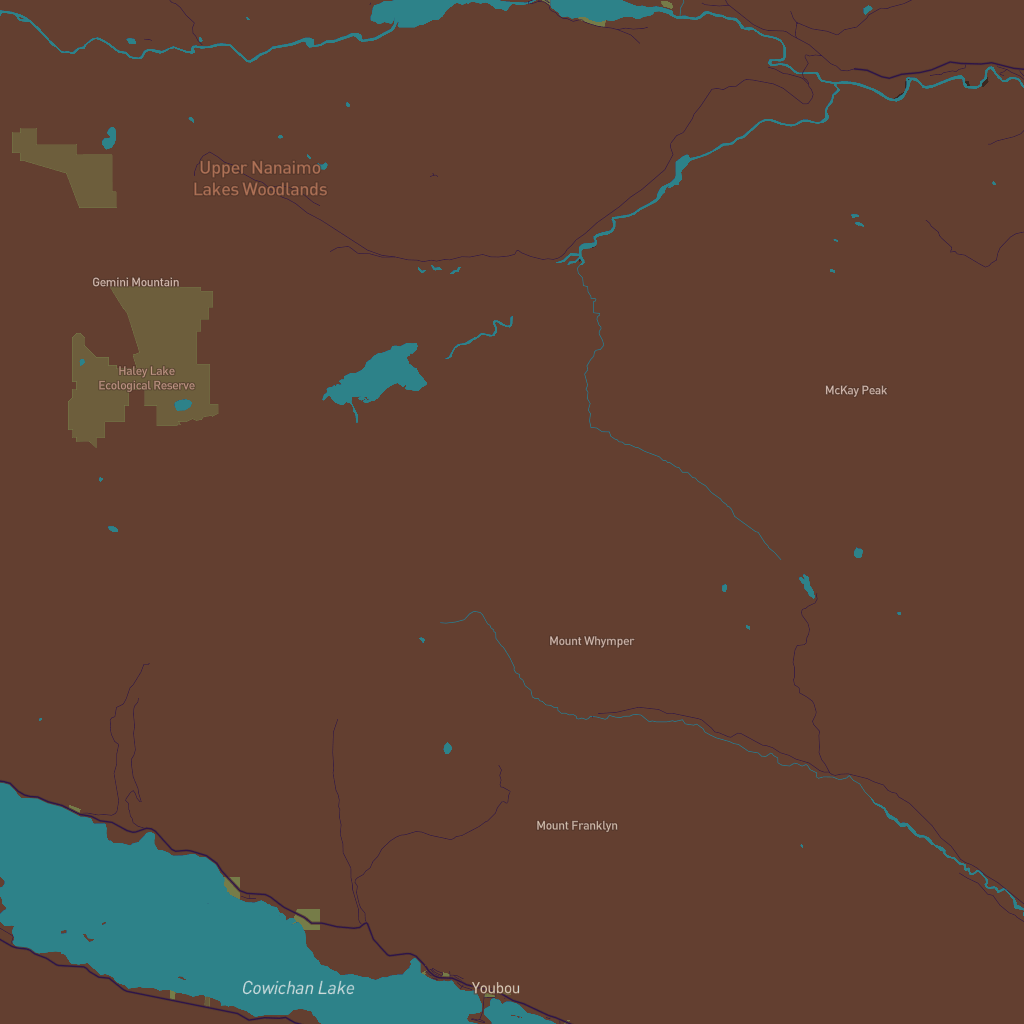 Upper Nanaimo
Lakes Woodlands
Gemini Mountain
Haley Lake
Ecological Reserve
McKay Peak
Mount Whymper
Mount Franklyn
Cowichan Lake
Youbou